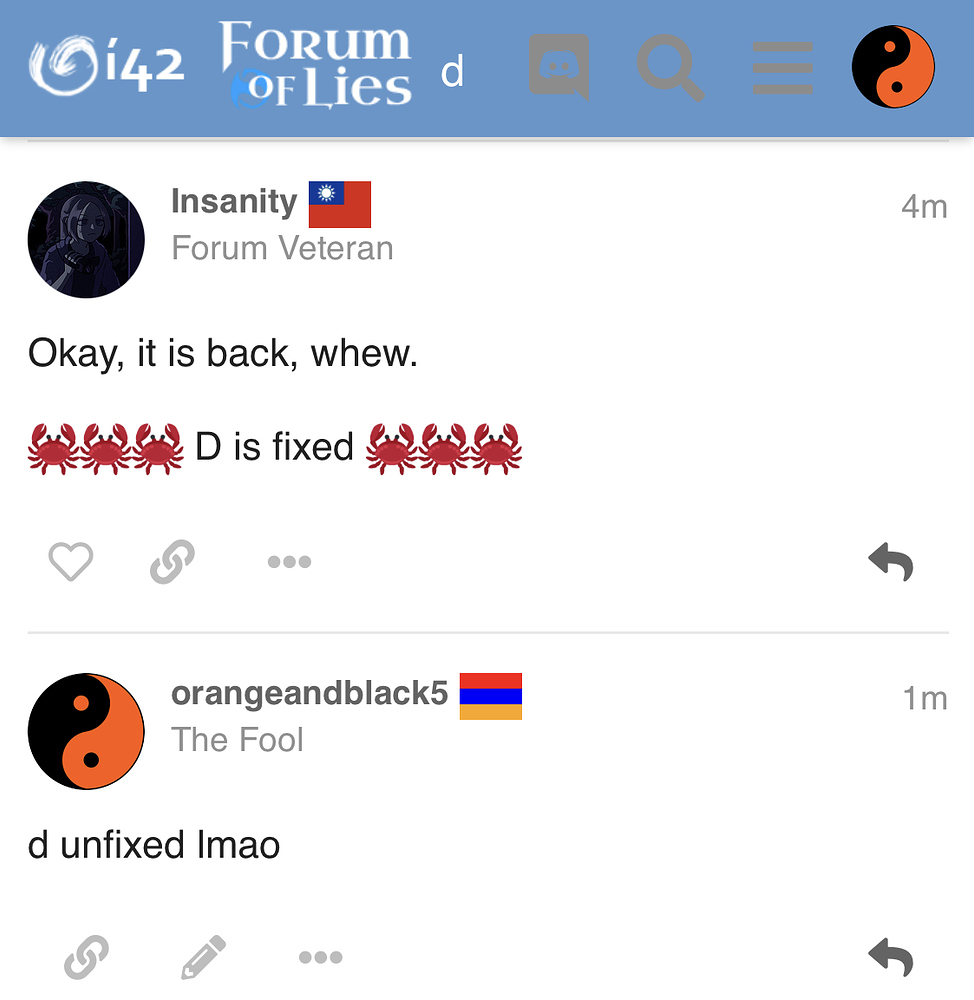 í42 Forum of Lies d
Insanity 4m
Forum Veteran
Okay, it is back, whew.
🦀🦀🦀 D is fixed 🦀🦀🦀
orangeandblack5 1m
The Fool
d unfixed lmao